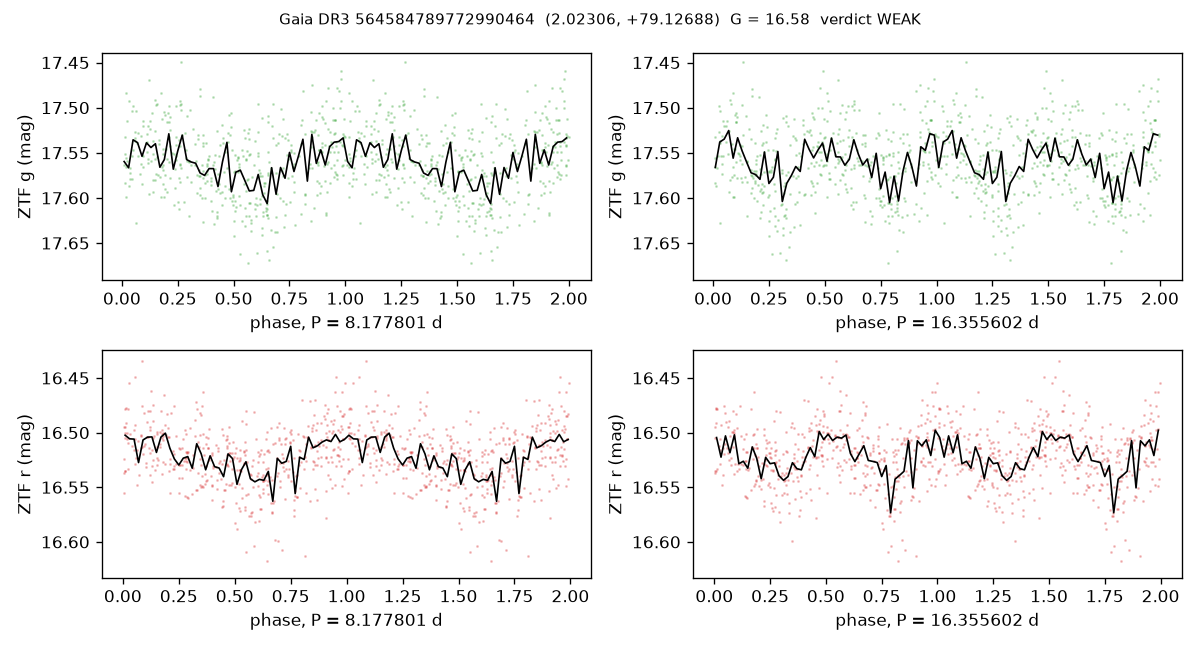 Gaia DR3 564584789772990464  (2.02306, +79.12688)  G = 16.58  verdict WEAK
ZTF g (mag)
17.45
17.50
17.55
17.60
17.65
0.00 0.25 0.50 0.75 1.00 1.25 1.50 1.75 2.00
phase, P = 8.177801 d
ZTF g (mag)
17.45
17.50
17.55
17.60
17.65
0.00 0.25 0.50 0.75 1.00 1.25 1.50 1.75 2.00
phase, P = 16.355602 d
ZTF r (mag)
16.45
16.50
16.55
16.60
0.00 0.25 0.50 0.75 1.00 1.25 1.50 1.75 2.00
phase, P = 8.177801 d
ZTF r (mag)
16.45
16.50
16.55
16.60
0.00 0.25 0.50 0.75 1.00 1.25 1.50 1.75 2.00
phase, P = 16.355602 d